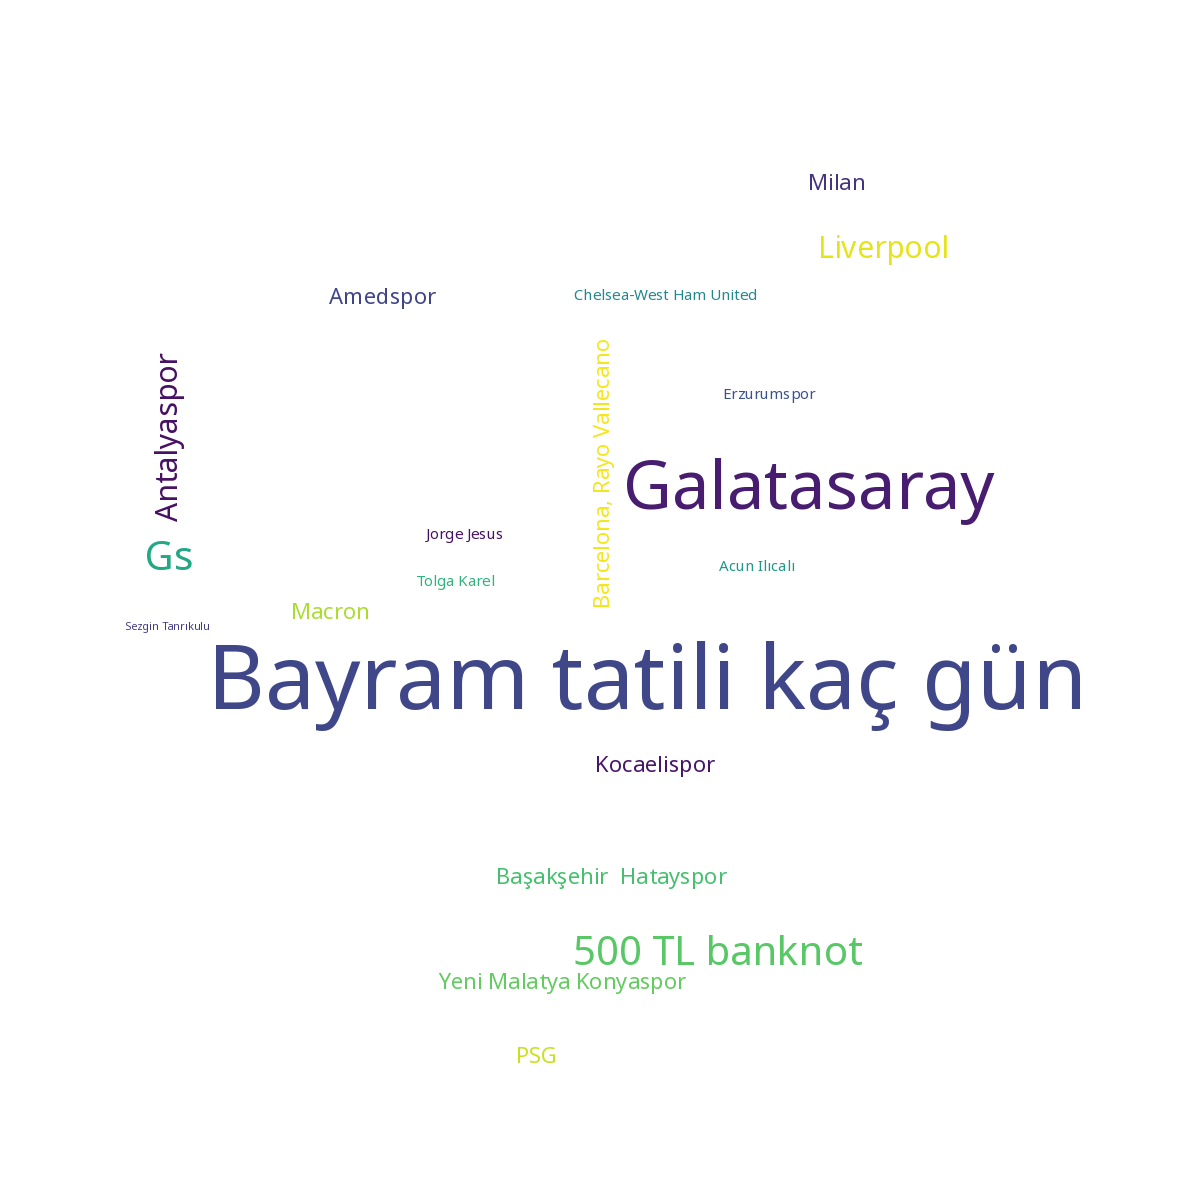 Milan
Liverpool
Amedspor
Chelsea-West Ham United
Antalyaspor
Barcelona, Rayo Vallecano
Erzurumspor
Galatasaray
Jorge Jesus
Gs
Acun Ilıcalı
Tolga Karel
Macron
Sezgin Tanrıkulu
Bayram tatili kaç gün
Kocaelispor
Başakşehir  Hatayspor
500 TL banknot
Yeni Malatya Konyaspor
PSG